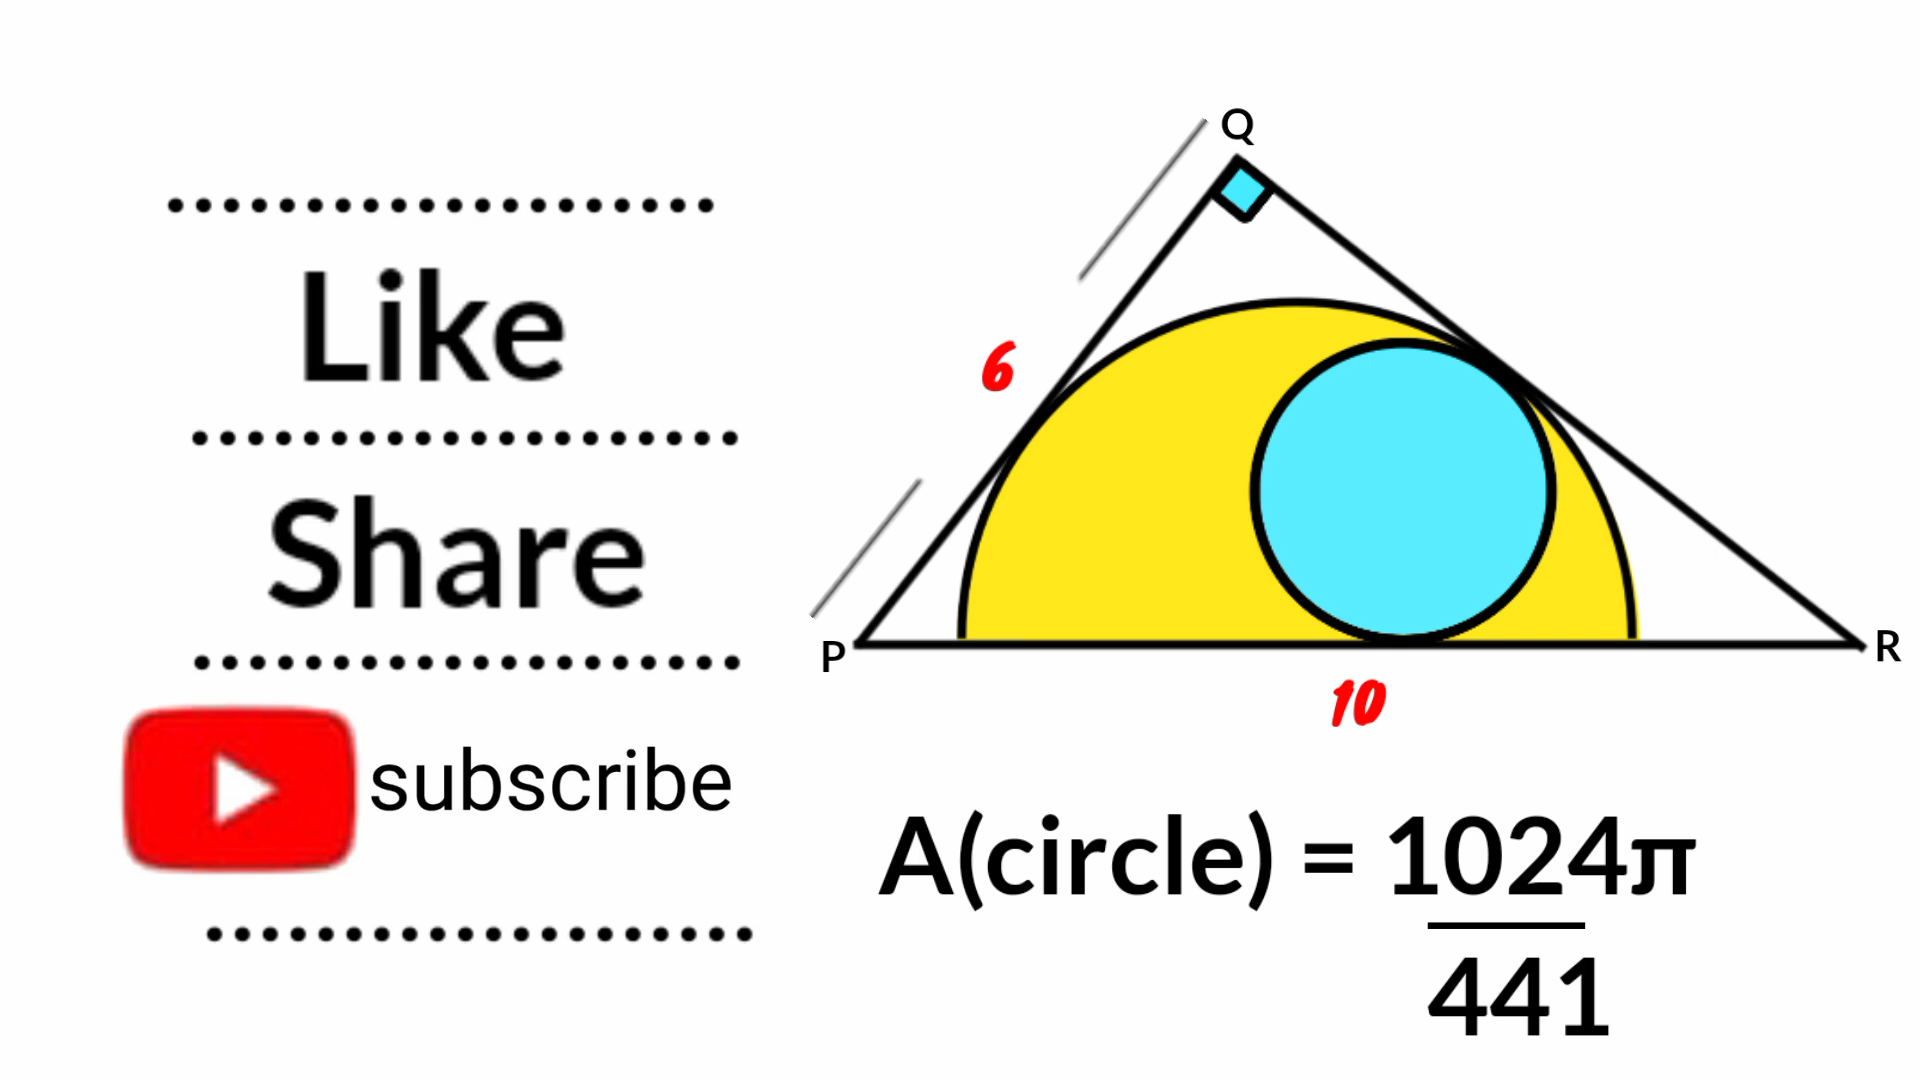 Like
Share
subscribe
Q
6
P
R
10
A(circle) = 1024π
441